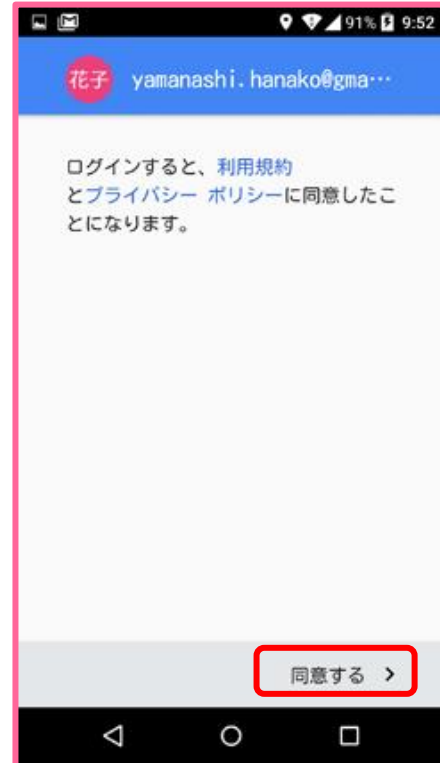 91% 9:52
花子 yamanashi.hanako@gma…
ログインすると、利用規約
とプライバシー ポリシーに同意したこ
とになります。
同意する >